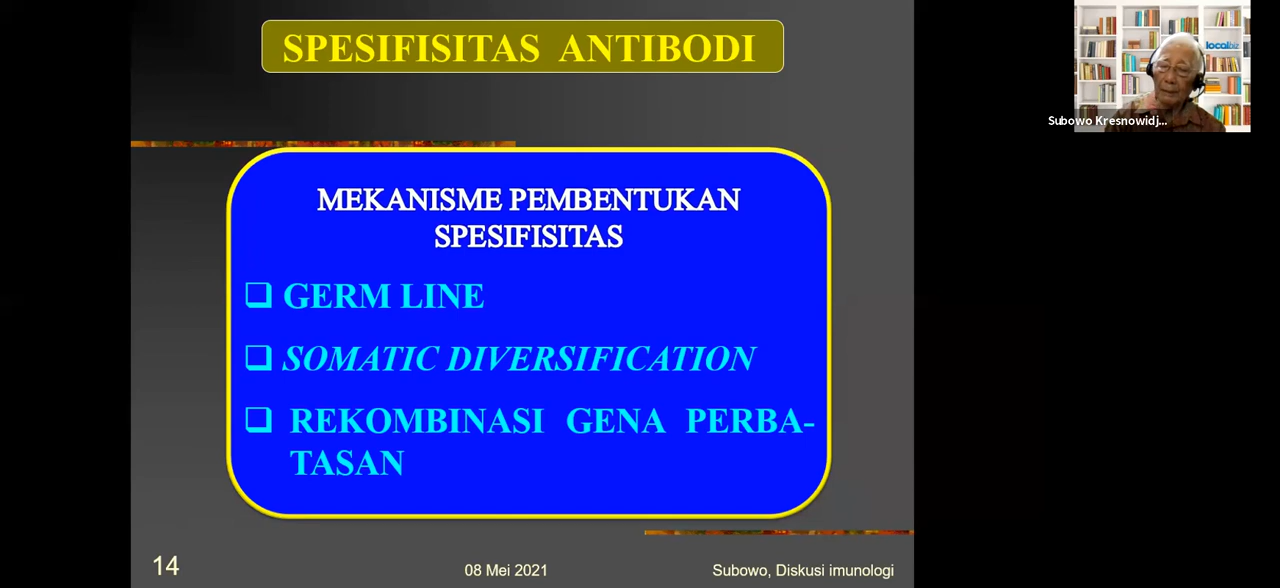 SPESIFISITAS ANTIBODI
MEKANISME PEMBENTUKAN
SPESIFISITAS
GERM LINE
SOMATIC DIVERSIFICATION
REKOMBINASI GENA PERBA-
TASAN
14
08 Mei 2021
Subowo, Diskusi imunologi
localbiz
Subowo Kresnowidj...